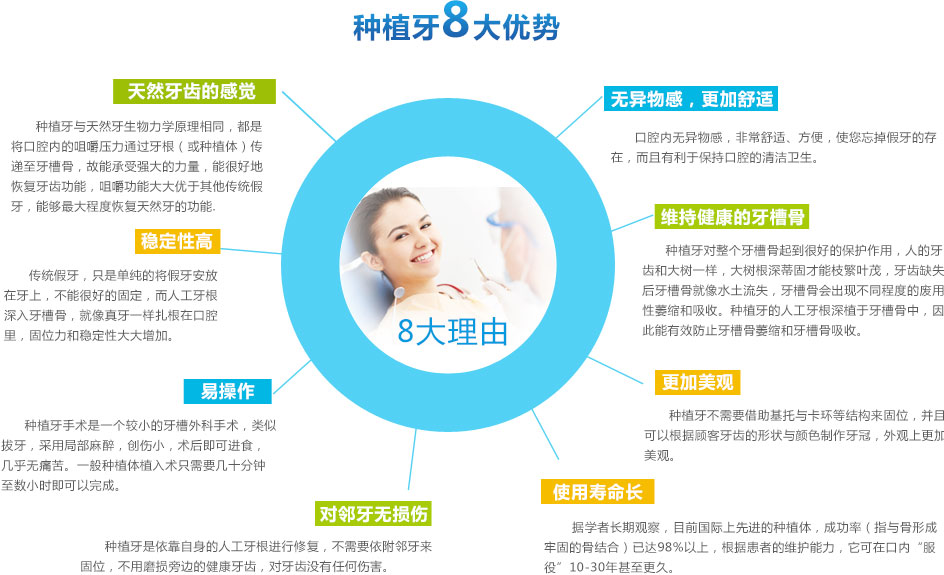 种植牙8大优势
天然牙齿的感觉
种植牙与天然牙生物力学原理相同，都是
将口腔内的咀嚼压力通过牙根（或种植体）传
递至牙槽骨，故能承受强大的力量，能很好地
恢复牙齿功能，咀嚼功能大大优于其他传统假
牙，能够最大程度恢复天然牙的功能.
稳定性高
传统假牙，只是单纯的将假牙安放
在牙上，不能很好的固定，而人工牙根
深入牙槽骨，就像真牙一样扎根在口腔
里，固位力和稳定性大大增加。
易操作
种植牙手术是一个较小的牙槽外科手术，类似
拔牙，采用局部麻醉，创伤小，术后即可进食，
几乎无痛苦。一般种植体植入术只需要几十分钟
至数小时即可以完成。
对邻牙无损伤
种植牙是依靠自身的人工牙根进行修复，不需要依附邻牙来
固位，不用磨损旁边的健康牙齿，对牙齿没有任何伤害。
8大理由
无异物感，更加舒适
口腔内无异物感，非常舒适、方便，使您忘掉假牙的存
在，而且有利于保持口腔的清洁卫生。
维持健康的牙槽骨
种植牙对整个牙槽骨起到很好的保护作用，人的牙
齿和大树一样，大树根深蒂固才能枝繁叶茂，牙齿缺失
后牙槽骨就像水土流失，牙槽骨会出现不同程度的废用
性萎缩和吸收。种植牙的人工牙根深植于牙槽骨中，因
此能有效防止牙槽骨萎缩和牙槽骨吸收。
更加美观
种植牙不需要借助基托与卡环等结构来固位，并且
可以根据顾客牙齿的形状与颜色制作牙冠，外观上更加
美观。
使用寿命长
据学者长期观察，目前国际上先进的种植体，成功率（指与骨形成
牢固的骨结合）已达98%以上，根据患者的维护能力，它可在口内“服
役”10-30年甚至更久。